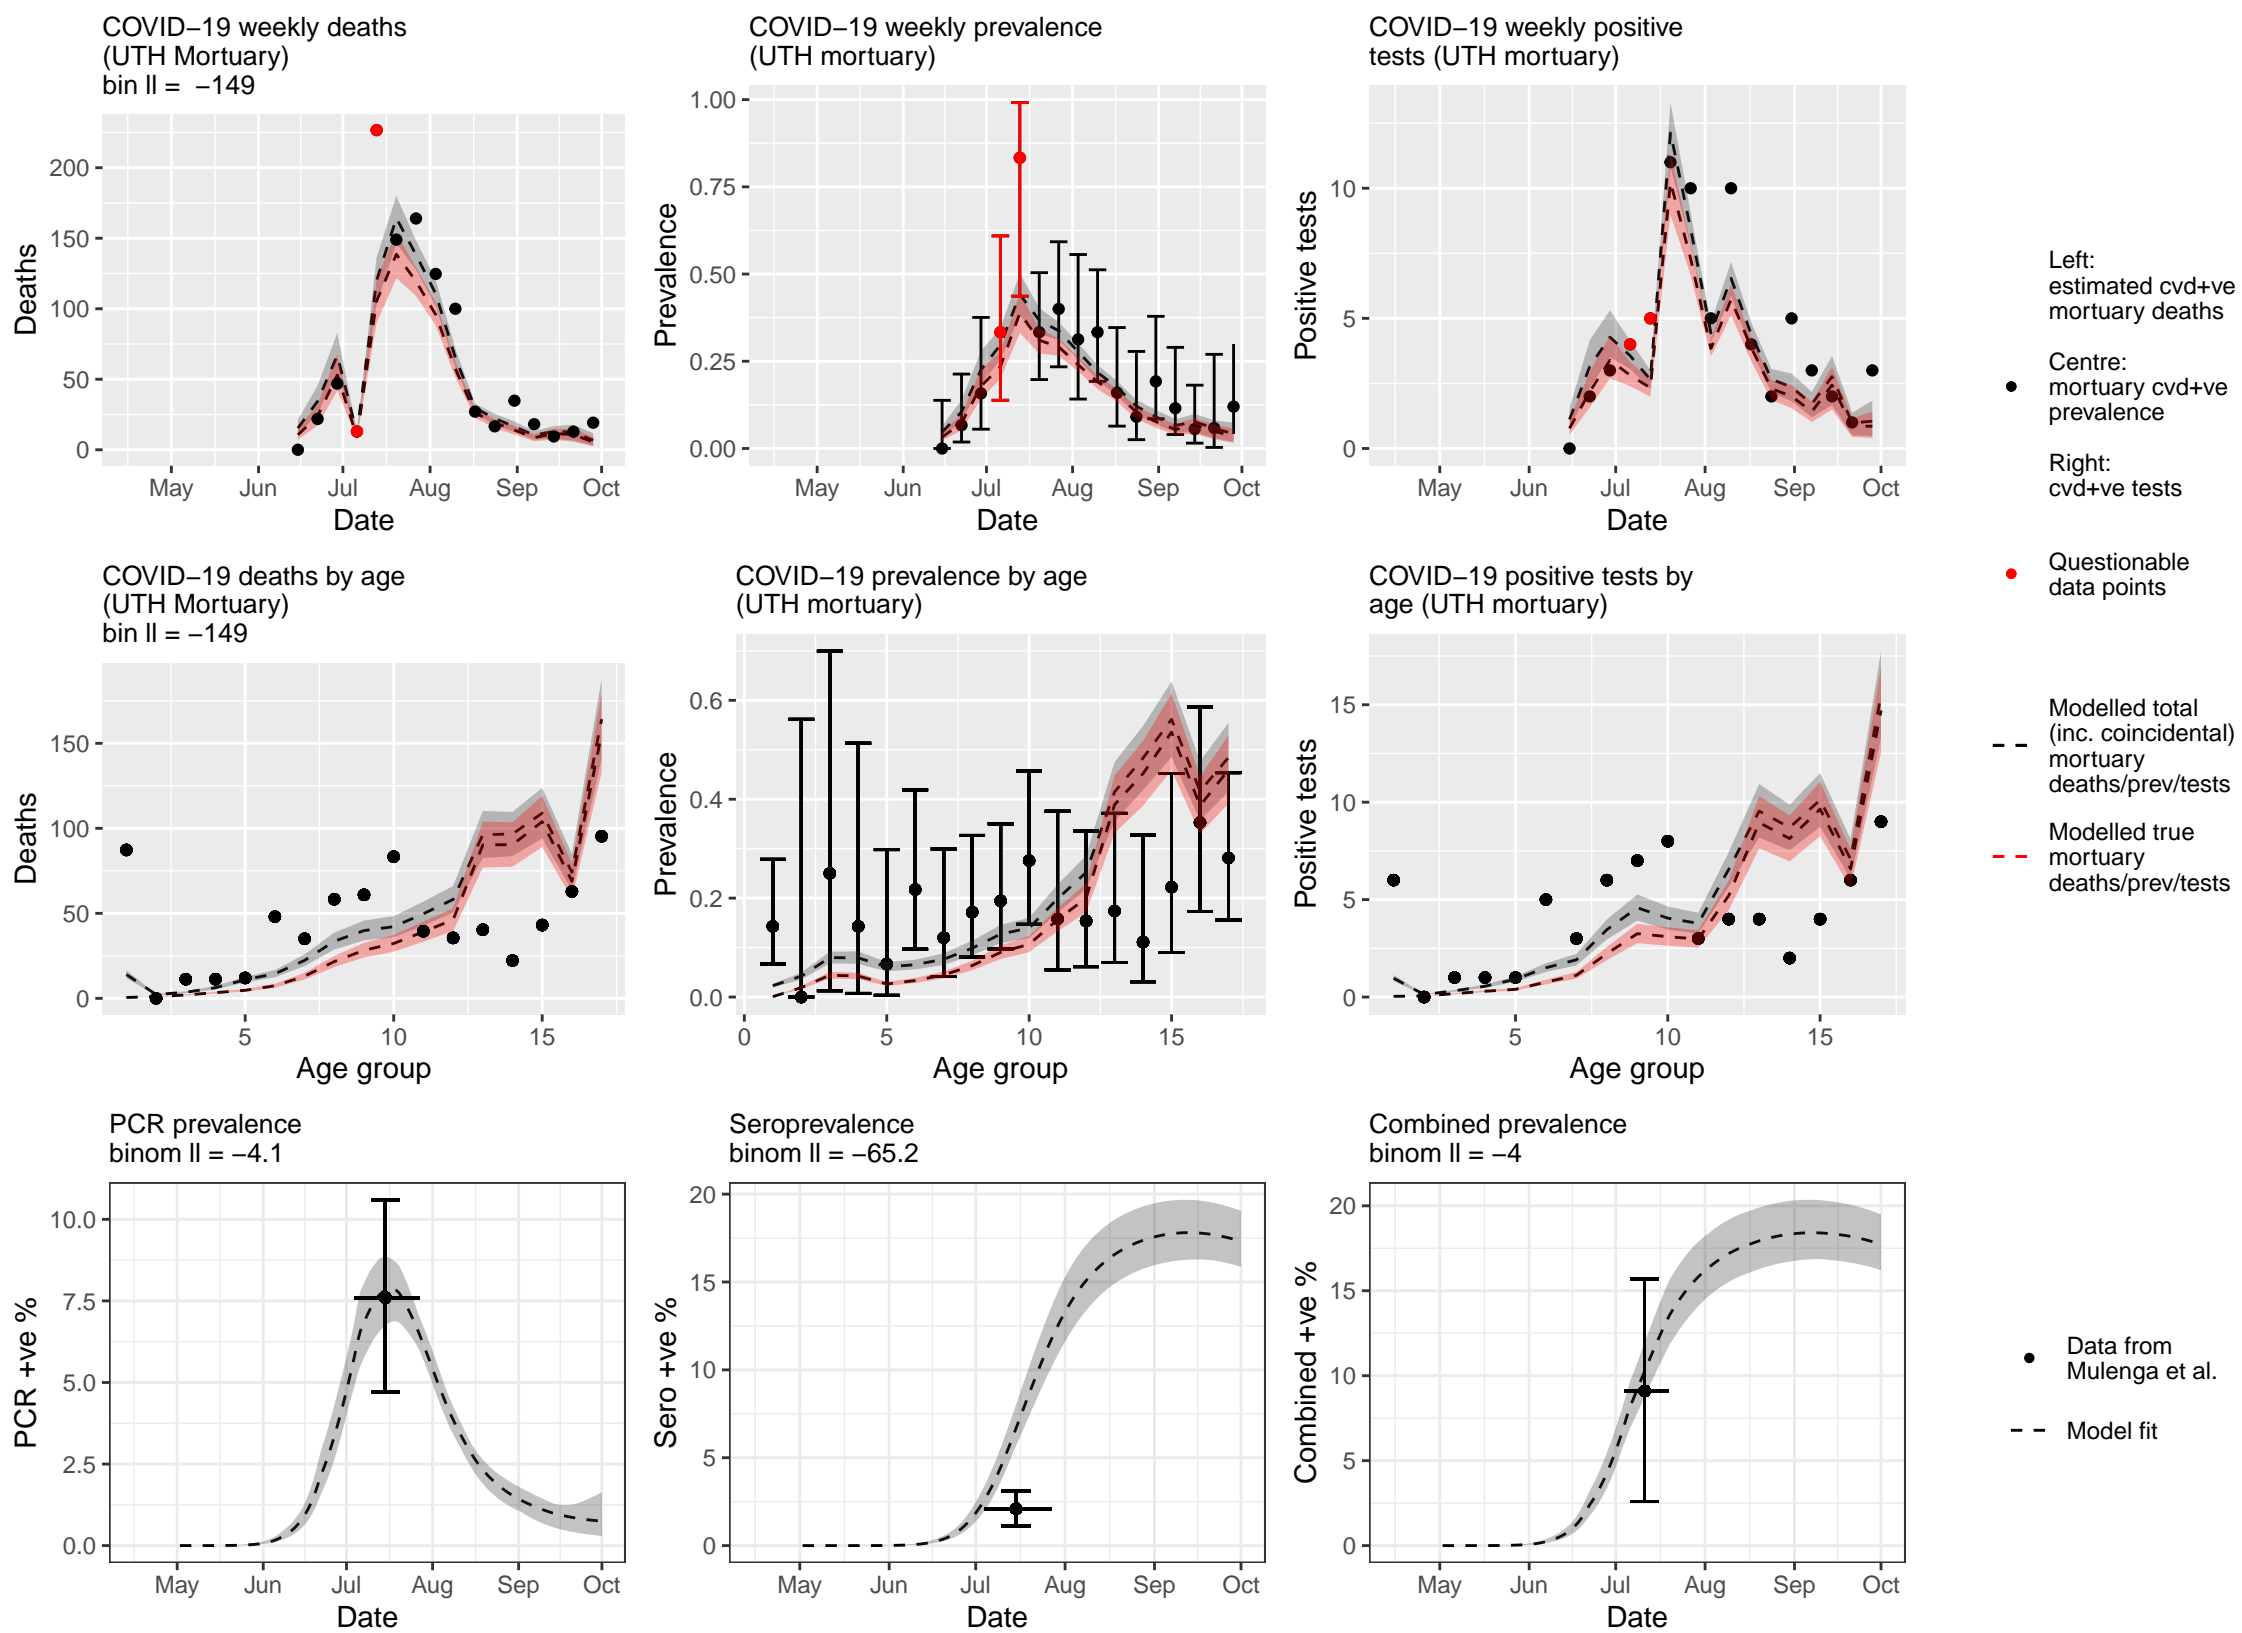 COVID−19 weekly deaths
(UTH Mortuary)
bin ll =  −149
200
150
100
50
0
Deaths
May
Jun
Jul
Aug
Sep
Oct
Date
COVID−19 weekly prevalence
(UTH mortuary)
1.00
0.75
0.50
0.25
0.00
Prevalence
May
Jun
Jul
Aug
Sep
Oct
Date
COVID−19 weekly positive
tests (UTH mortuary)
10
5
0
Positive tests
May
Jun
Jul
Aug
Sep
Oct
Date
Left:
estimated cvd+ve
mortuary deaths
Centre:
mortuary cvd+ve
prevalence
Right:
cvd+ve tests
Questionable
data points
COVID−19 deaths by age
(UTH Mortuary)
bin ll = −149
150
100
50
0
Deaths
5
10
15
Age group
COVID−19 prevalence by age
(UTH mortuary)
0.6
0.4
0.2
0.0
Prevalence
0
5
10
15
Age group
COVID−19 positive tests by
age (UTH mortuary)
15
10
5
0
Positive tests
5
10
15
Age group
Modelled total
(inc. coincidental)
mortuary
deaths/prev/tests
Modelled true
mortuary
deaths/prev/tests
PCR prevalence
binom ll = −4.1
10.0
7.5
5.0
2.5
0.0
PCR +ve %
May
Jun
Jul
Aug
Sep
Oct
Date
Seroprevalence
binom ll = −65.2
20
15
10
5
0
Sero +ve %
May
Jun
Jul
Aug
Sep
Oct
Date
Combined prevalence
binom ll = −4
20
15
10
5
0
Combined +ve %
May
Jun
Jul
Aug
Sep
Oct
Date
Data from
Mulenga et al.
Model fit